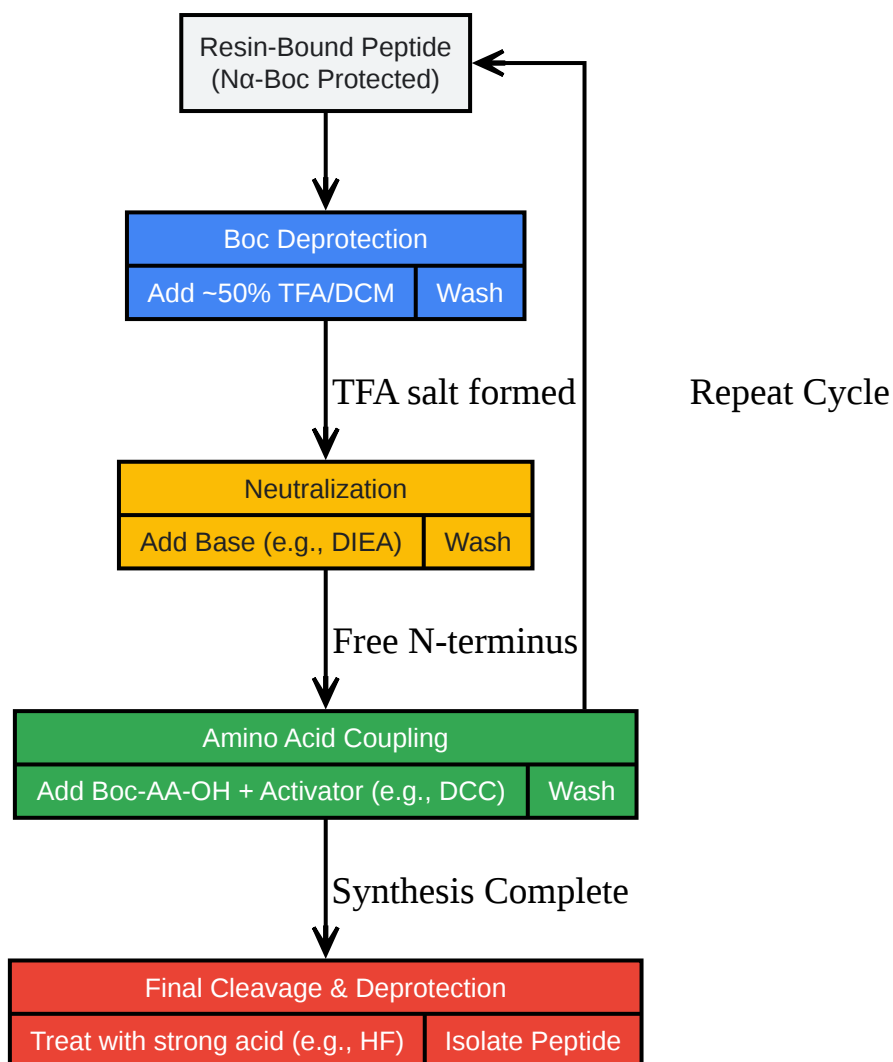 Resin-Bound Peptide
(Nα-Boc Protected)
Boc Deprotection
Add ~50% TFA/DCM
Wash
TFA salt formed
Repeat Cycle
Neutralization
Add Base (e.g., DIEA)
Wash
Free N-terminus
Amino Acid Coupling
Add Boc-AA-OH + Activator (e.g., DCC)
Wash
Synthesis Complete
Final Cleavage & Deprotection
Treat with strong acid (e.g., HF)
Isolate Peptide